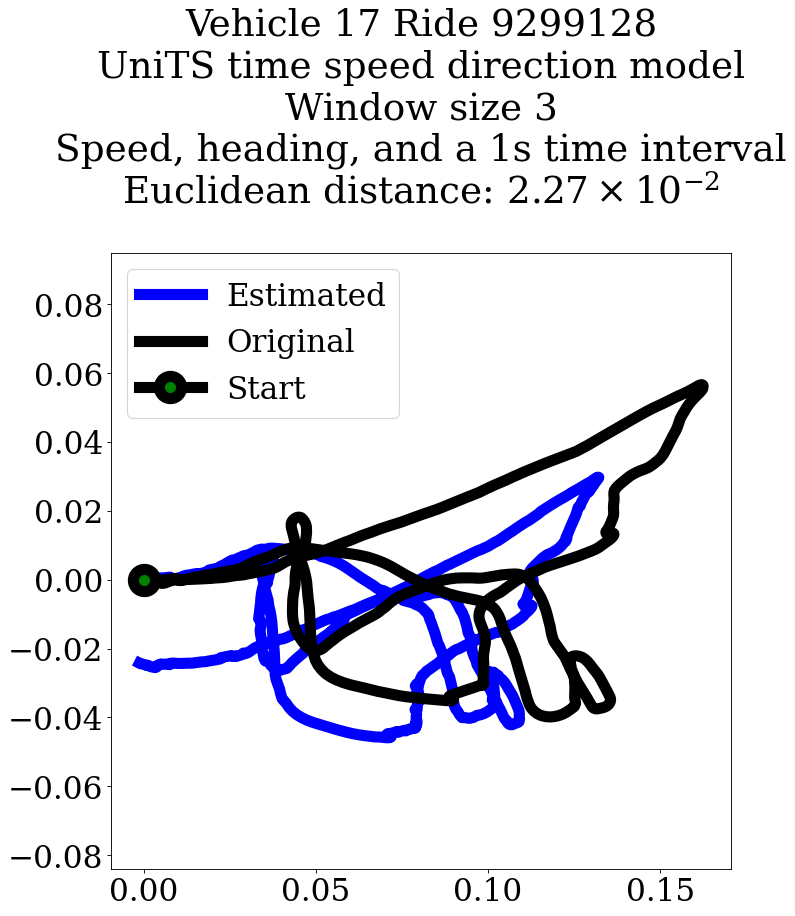 Vehicle 17 Ride 9299128
UniTS time speed direction model
Window size 3
Speed, heading, and a 1s time interval
Euclidean distance: 2.27 × 10⁻²
Estimated
Original
Start
0.08
0.06
0.04
0.02
0.00
−0.02
−0.04
−0.06
−0.08
0.00 0.05 0.10 0.15